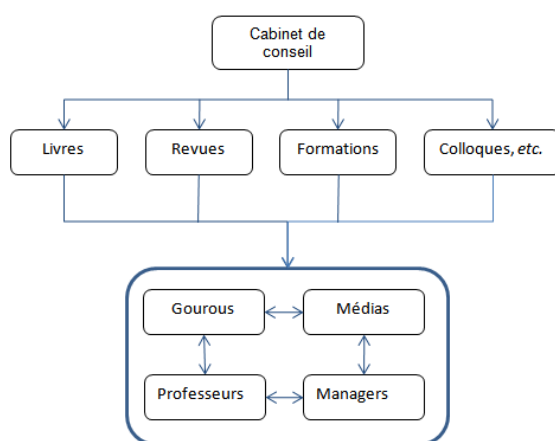 Cabinet de
conseil
Livres
Revues
Formations
Colloques, etc.
Gourous
Médias
Professeurs
Managers